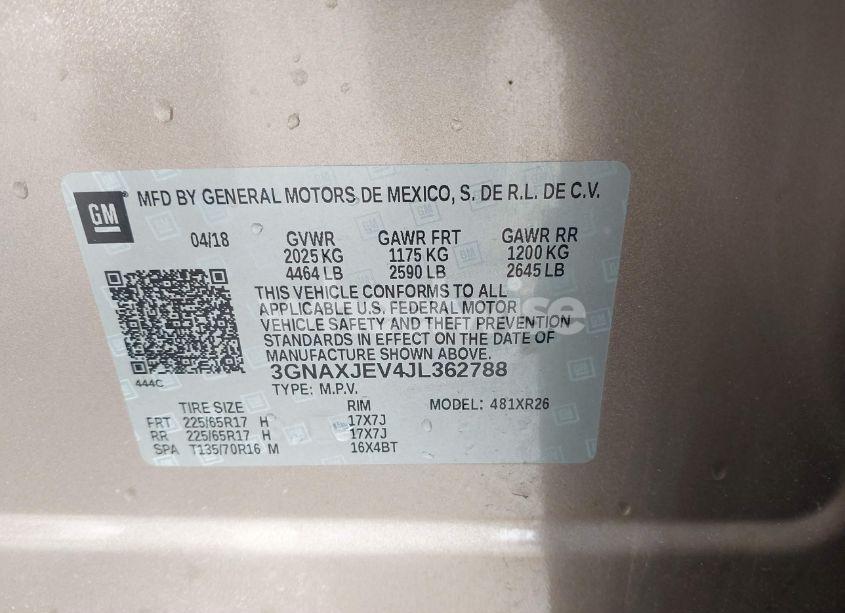 GM
MFD BY GENERAL MOTORS DE MEXICO, S. DE R.L. DE C.V.
04/18 GVWR GAWR FRT GAWR RR
2025 KG 1175 KG 1200 KG
4464 LB 2590 LB 2645 LB
THIS VEHICLE CONFORMS TO ALL
APPLICABLE U.S. FEDERAL MOTOR
VEHICLE SAFETY AND THEFT PREVENTION
STANDARDS IN EFFECT ON THE DATE OF
MANUFACTURE SHOWN ABOVE.
444C 3GNAXJEV4JL362788
TYPE: M.P.V.
TIRE SIZE RIM MODEL: 481XR26
FRT 225/65R17 H 17X7J
RR 225/65R17 H 17X7J
SPA T135/70R16 M 16X4BT